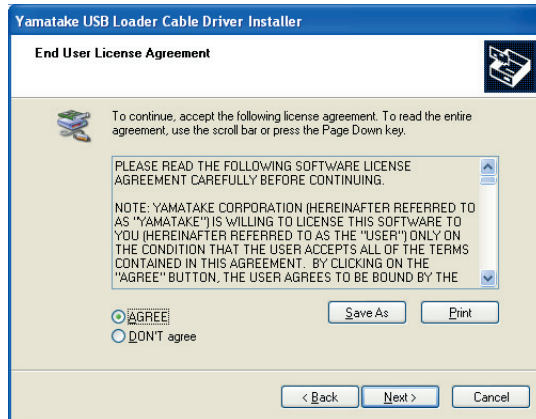 Yamatake USB Loader Cable Driver Installer
End User License Agreement
To continue, accept the following license agreement. To read the entire
agreement, use the scroll bar or press the Page Down key.
PLEASE READ THE FOLLOWING SOFTWARE LICENSE
AGREEMENT CAREFULLY BEFORE CONTINUING.
NOTE: YAMATAKE CORPORATION (HEREINAFTER REFERRED TO
AS "YAMATAKE") IS WILLING TO LICENSE THIS SOFTWARE TO
YOU (HEREINAFTER REFERRED TO AS THE "USER") ONLY ON
THE CONDITION THAT THE USER ACCEPTS ALL OF THE TERMS
CONTAINED IN THIS AGREEMENT. BY CLICKING ON THE
"AGREE" BUTTON, THE USER AGREES TO BE BOUND BY THE
AGREE
DON'T agree
Save As
Print
< Back
Next >
Cancel